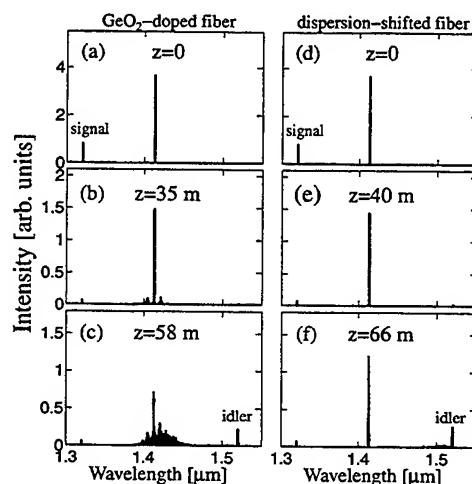 GeO₂-doped fiber
dispersion-shifted fiber
(a)
z=0
signal
(d)
z=0
signal
4
2
0
(b)
z=35 m
(e)
z=40 m
2
1.5
1
0.5
0
(c)
z=58 m
idler
(f)
z=66 m
idler
1.5
1
0.5
0
Intensity [arb. units]
1.3
1.4
1.5
1.3
1.4
1.5
Wavelength [μm]
Wavelength [μm]